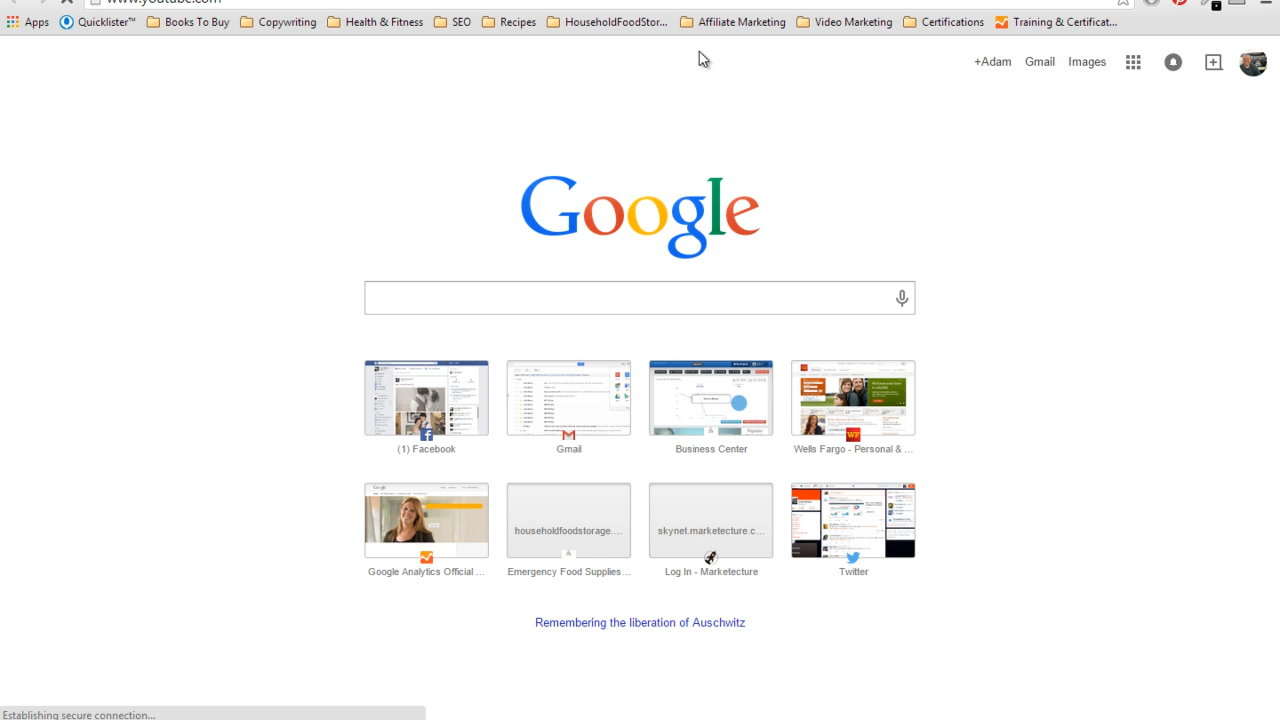 www.youtube.com
Apps Quicklister™ Books To Buy Copywriting Health & Fitness SEO Recipes HouseholdFoodStor... Affiliate Marketing Video Marketing Certifications Training & Certificat...
+Adam Gmail Images
Google
(1) Facebook Gmail Business Center Wells Fargo - Personal & ...
householdfoodstorage.... skynet.marketecture.c...
Google Analytics Official ... Emergency Food Supplies... Log In - Marketecture Twitter
Remembering the liberation of Auschwitz
Establishing secure connection...